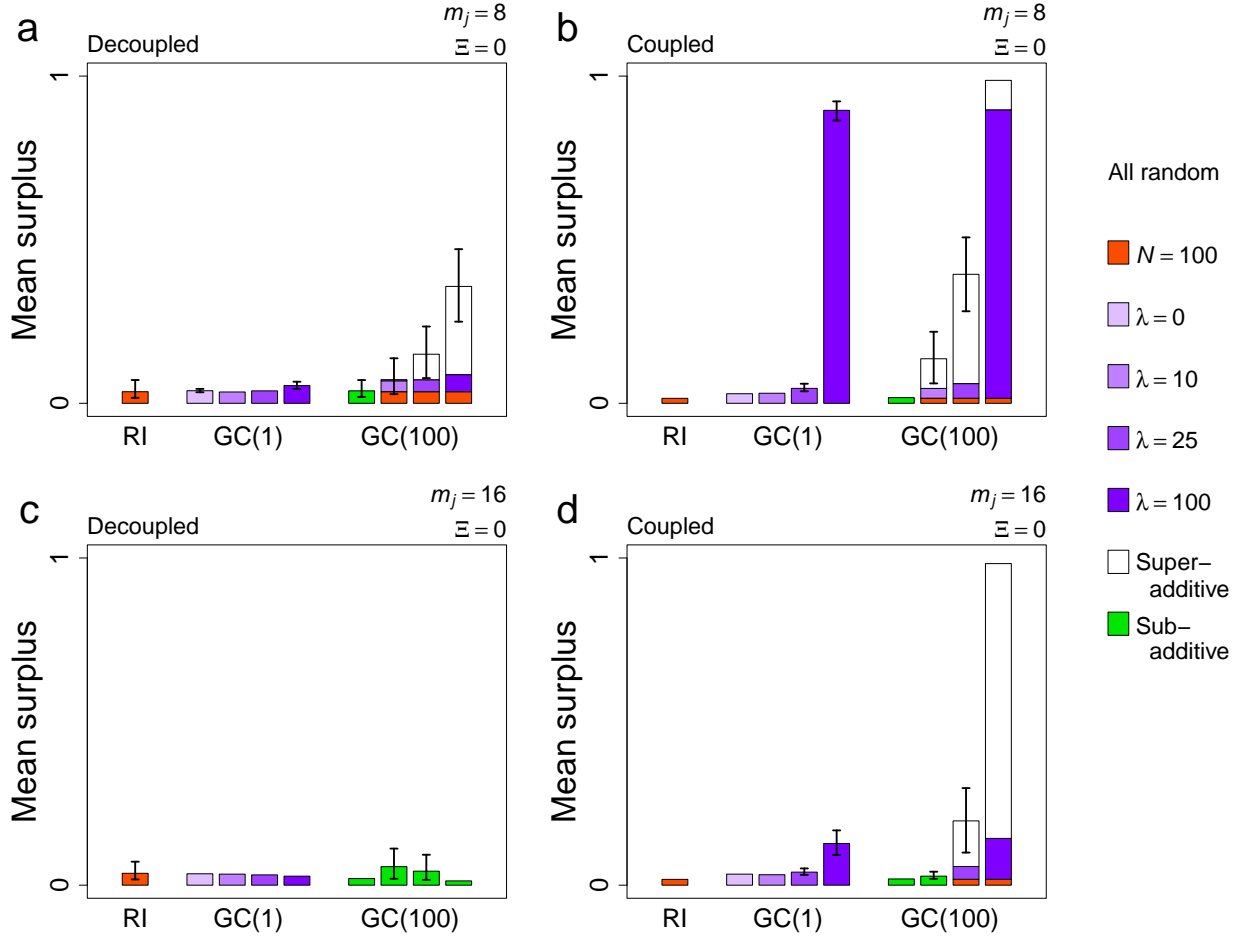 a
Decoupled
m_j = 8
Ξ = 0
Mean surplus
1
0
RI
GC(1)
GC(100)
b
Coupled
m_j = 8
Ξ = 0
Mean surplus
1
0
RI
GC(1)
GC(100)
c
Decoupled
m_j = 16
Ξ = 0
Mean surplus
1
0
RI
GC(1)
GC(100)
d
Coupled
m_j = 16
Ξ = 0
Mean surplus
1
0
RI
GC(1)
GC(100)
All random
N = 100
λ = 0
λ = 10
λ = 25
λ = 100
Super−
additive
Sub−
additive